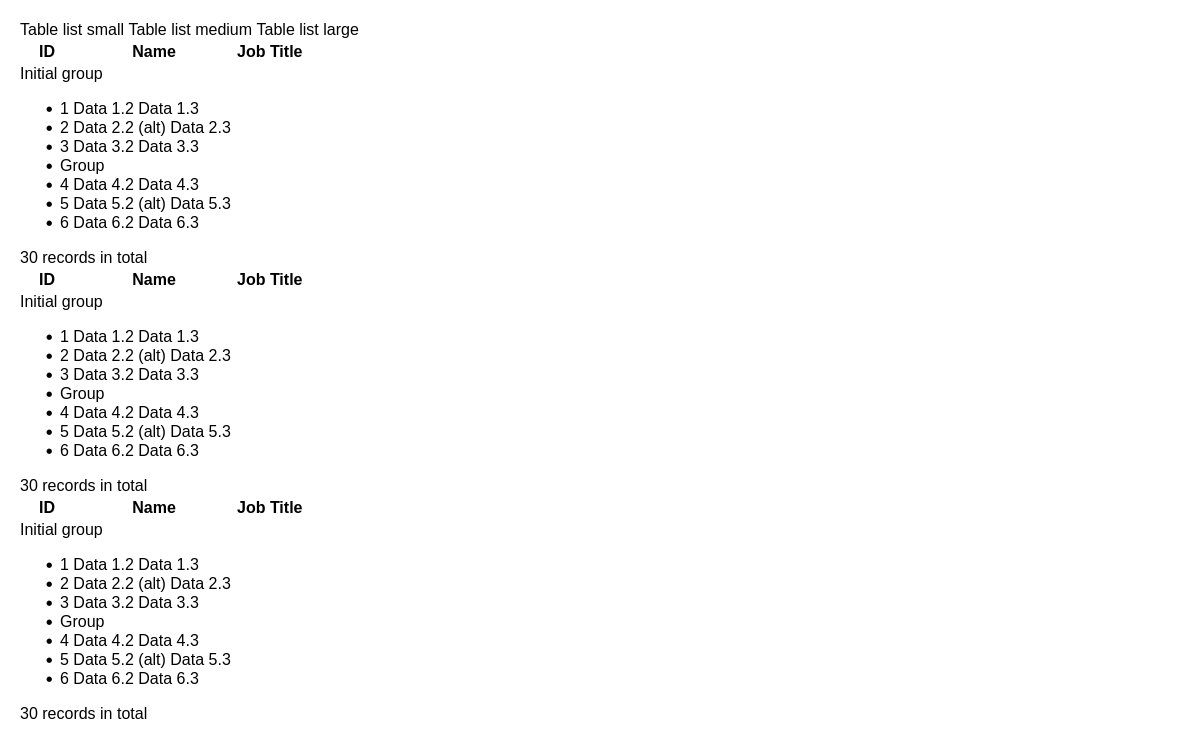 Table list small Table list medium Table list large
ID Name Job Title
Initial group
1 Data 1.2 Data 1.3
2 Data 2.2 (alt) Data 2.3
3 Data 3.2 Data 3.3
Group
4 Data 4.2 Data 4.3
5 Data 5.2 (alt) Data 5.3
6 Data 6.2 Data 6.3
30 records in total
ID Name Job Title
Initial group
1 Data 1.2 Data 1.3
2 Data 2.2 (alt) Data 2.3
3 Data 3.2 Data 3.3
Group
4 Data 4.2 Data 4.3
5 Data 5.2 (alt) Data 5.3
6 Data 6.2 Data 6.3
30 records in total
ID Name Job Title
Initial group
1 Data 1.2 Data 1.3
2 Data 2.2 (alt) Data 2.3
3 Data 3.2 Data 3.3
Group
4 Data 4.2 Data 4.3
5 Data 5.2 (alt) Data 5.3
6 Data 6.2 Data 6.3
30 records in total